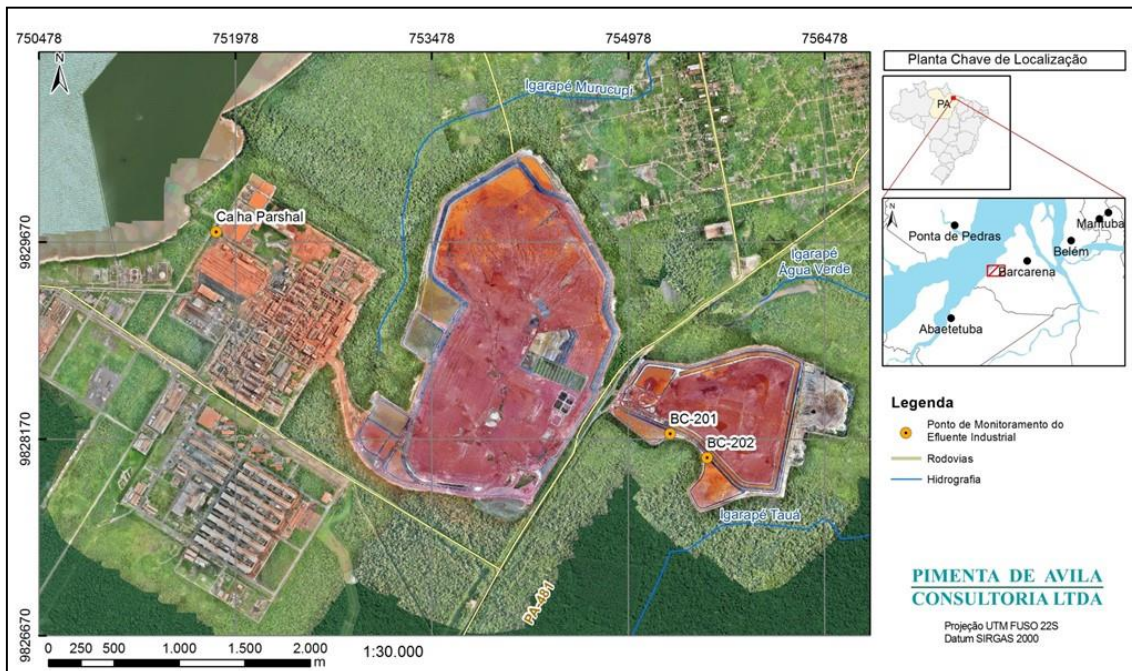 750478 751978 753478 754978 756478
9829670
9828170
9826670
N
Igarapé Murucupi
Calha Parshal
Igarapé
Água Verde
BC-201
BC-202
Igarapé Tauá
PA-481
0 250 500 1.000 1.500 2.000
m
1:30.000
Planta Chave de Localização
PA
N
Ponta de Pedras
Marituba
Belém
Barcarena
Abaetetuba
Legenda
Ponto de Monitoramento do
Efluente Industrial
Rodovias
Hidrografia
PIMENTA DE AVILA
CONSULTORIA LTDA
Projeção UTM FUSO 22S
Datum SIRGAS 2000